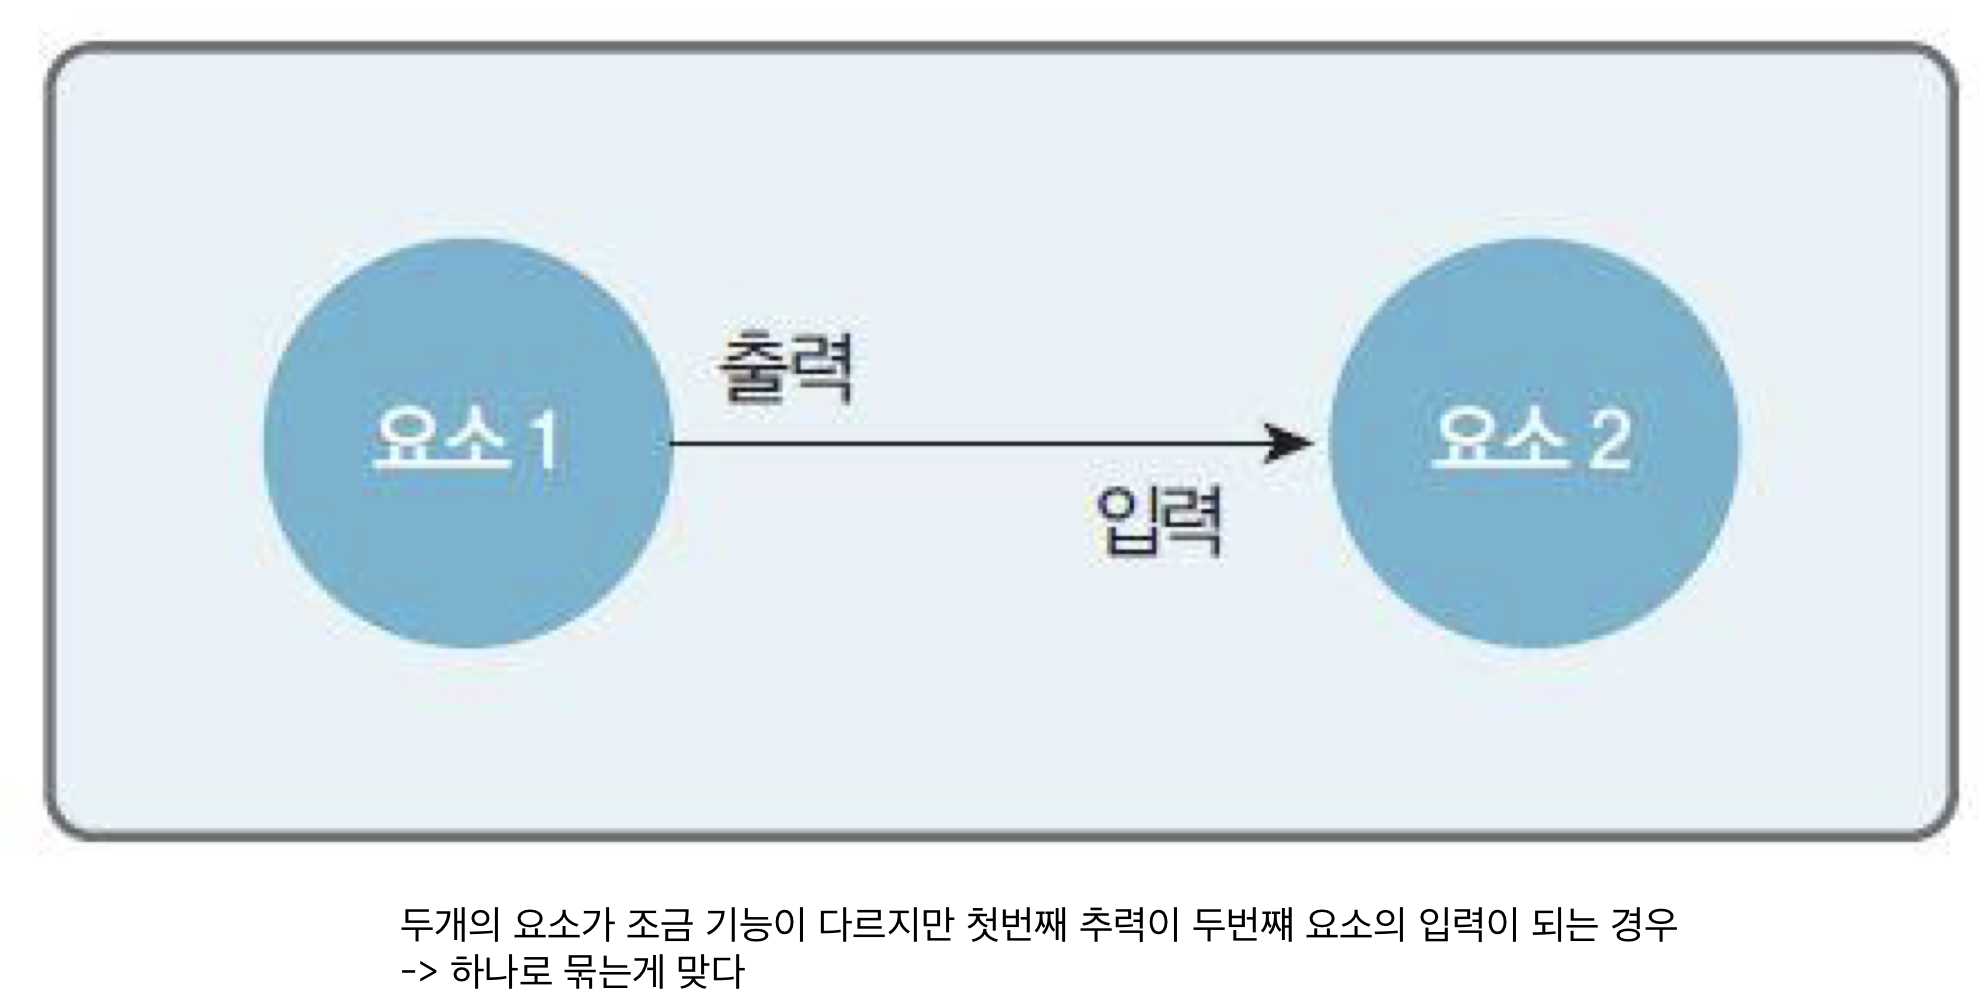 출력
요소 1
요소 2
입력
두개의 요소가 조금 기능이 다르지만 첫번째 추력이 두번쨰 요소의 입력이 되는 경우
-> 하나로 묶는게 맞다